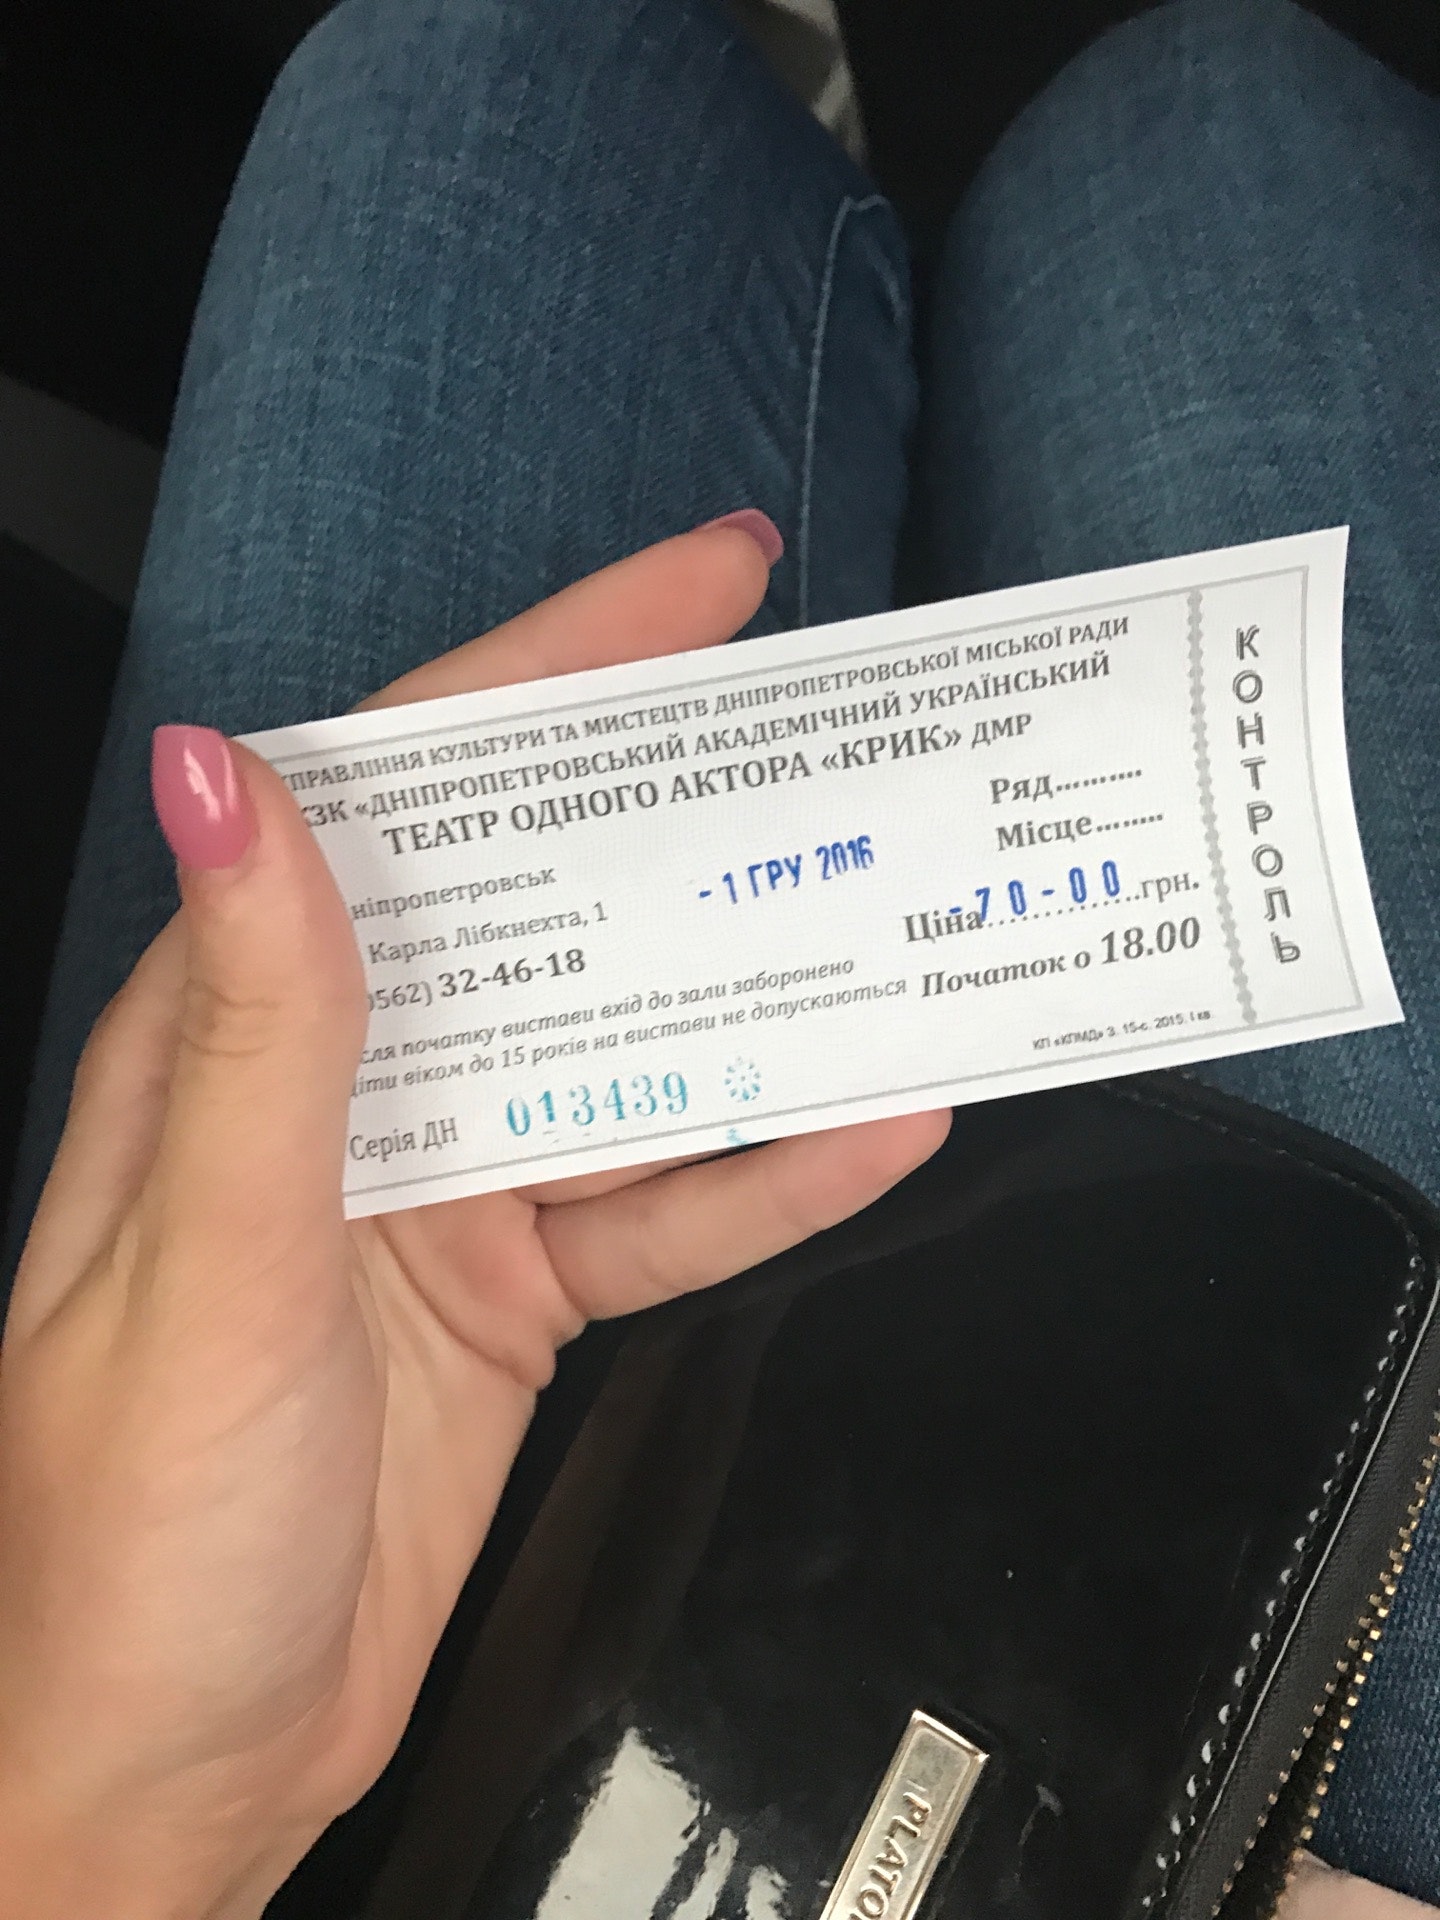 УПРАВЛІННЯ КУЛЬТУРИ ТА МИСТЕЦТВ ДНІПРОПЕТРОВСЬКОЇ МІСЬКОЇ РАДИ
КЗК «ДНІПРОПЕТРОВСЬКИЙ АКАДЕМІЧНИЙ УКРАЇНСЬКИЙ
ТЕАТР ОДНОГО АКТОРА «КРИК» ДМР
ніпропетровськ
Карла Лібкнехта, 1
0562) 32-46-18
- 1 ГРУ 2016
Ряд..........
Місце........
Ціна - 70-00 грн.
Початок о 18.00
сля початку вистави вхід до зали заборонено
іти віком до 15 років на вистави не допускаються
Серія ДН 013439
КП «КПМД» З. 15-с. 2015. І кв.
КОНТРОЛЬ
PLATO